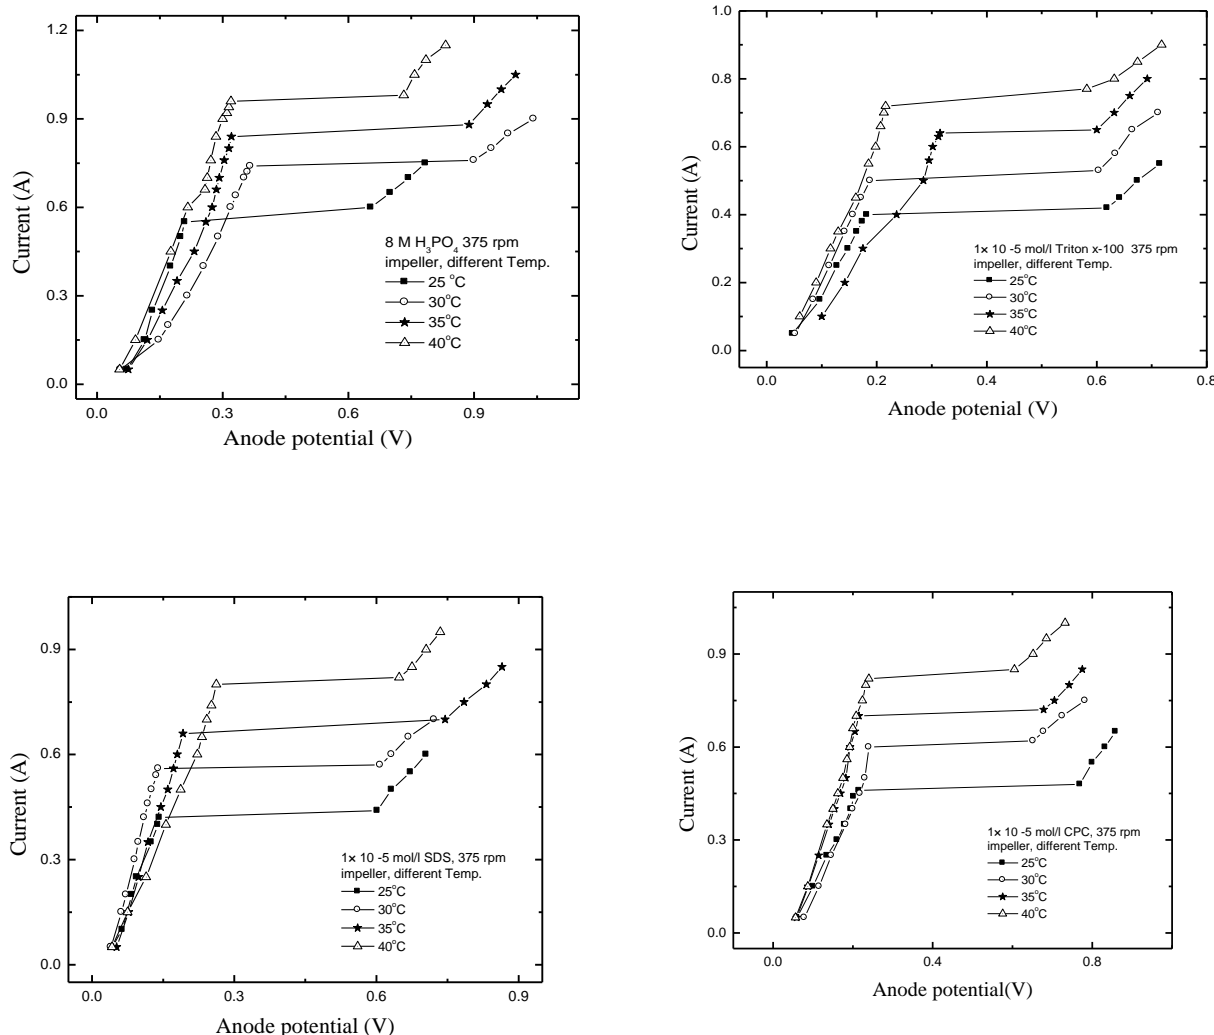 1.2
0.9
0.6
0.3
0.0
Current (A)
8 M H3PO4 375 rpm
impeller, different Temp.
25 °C
30°C
35°C
40°C
0.0 0.3 0.6 0.9
Anode potential (V)
1.0
0.8
0.6
0.4
0.2
0.0
Current (A)
1× 10 -5 mol/l Triton x-100 375 rpm
impeller, different Temp.
25°C
30°C
35°C
40°C
0.0 0.2 0.4 0.6 0.8
Anode potenial (V)
0.9
0.6
0.3
0.0
Current (A)
1× 10 -5 mol/l SDS, 375 rpm
impeller, different Temp.
25°C
30°C
35°C
40°C
0.0 0.3 0.6 0.9
Anode potential (V)
0.9
0.6
0.3
0.0
Current (A)
1× 10 -5 mol/l CPC, 375 rpm
impeller, different Temp.
25°C
30°C
35°C
40°C
0.0 0.4 0.8
Anode potential(V)